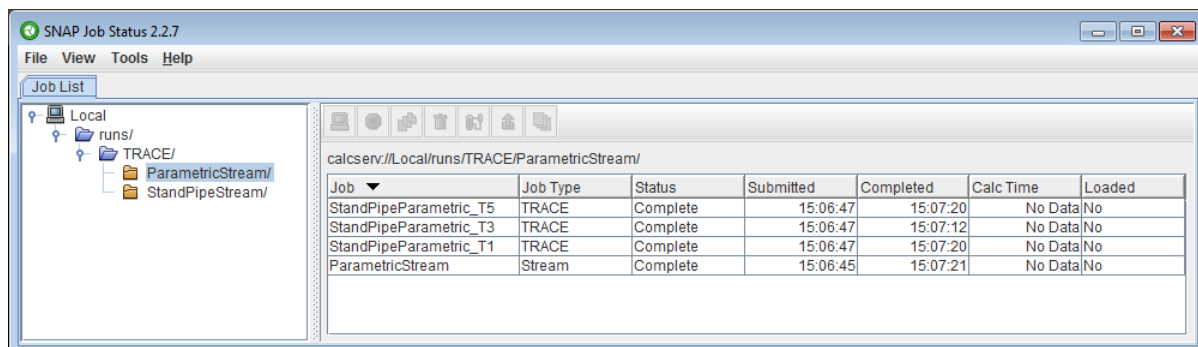 SNAP Job Status 2.2.7
File View Tools Help
Job List
Local
runs/
TRACE/
ParametricStream/
StandPipeStream/
calcserv://Local/runs/TRACE/ParametricStream/
Job Job Type Status Submitted Completed Calc Time Loaded
StandPipeParametric_T5 TRACE Complete 15:06:47 15:07:20 No Data No
StandPipeParametric_T3 TRACE Complete 15:06:47 15:07:12 No Data No
StandPipeParametric_T1 TRACE Complete 15:06:47 15:07:20 No Data No
ParametricStream Stream Complete 15:06:45 15:07:21 No Data No